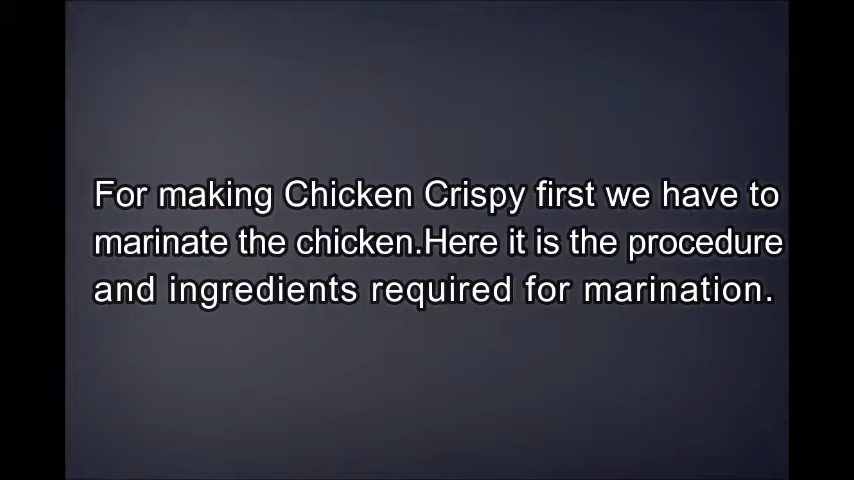 For making Chicken Crispy first we have to
marinate the chicken.Here it is the procedure
and ingredients required for marination.